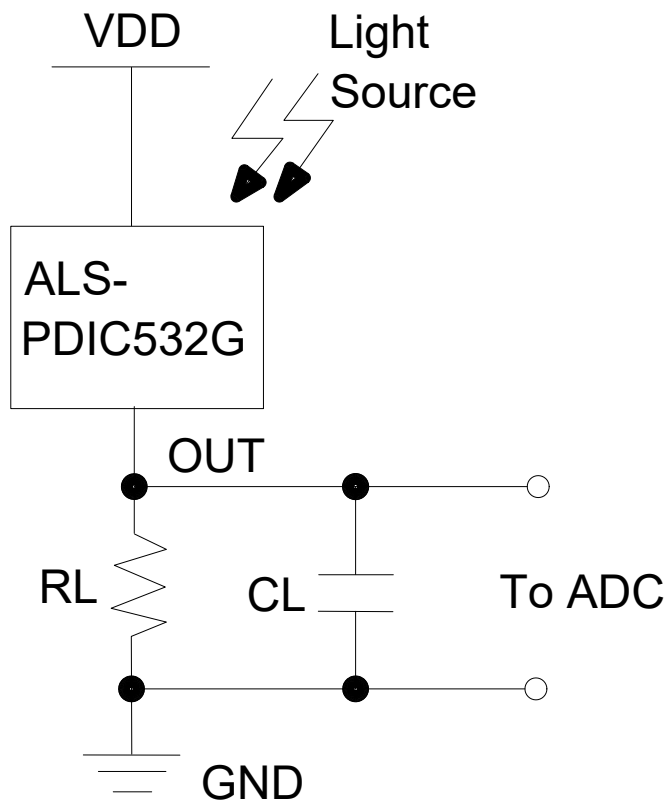 VDD
Light
Source
ALS-
PDIC532G
OUT
RL
CL
To ADC
GND